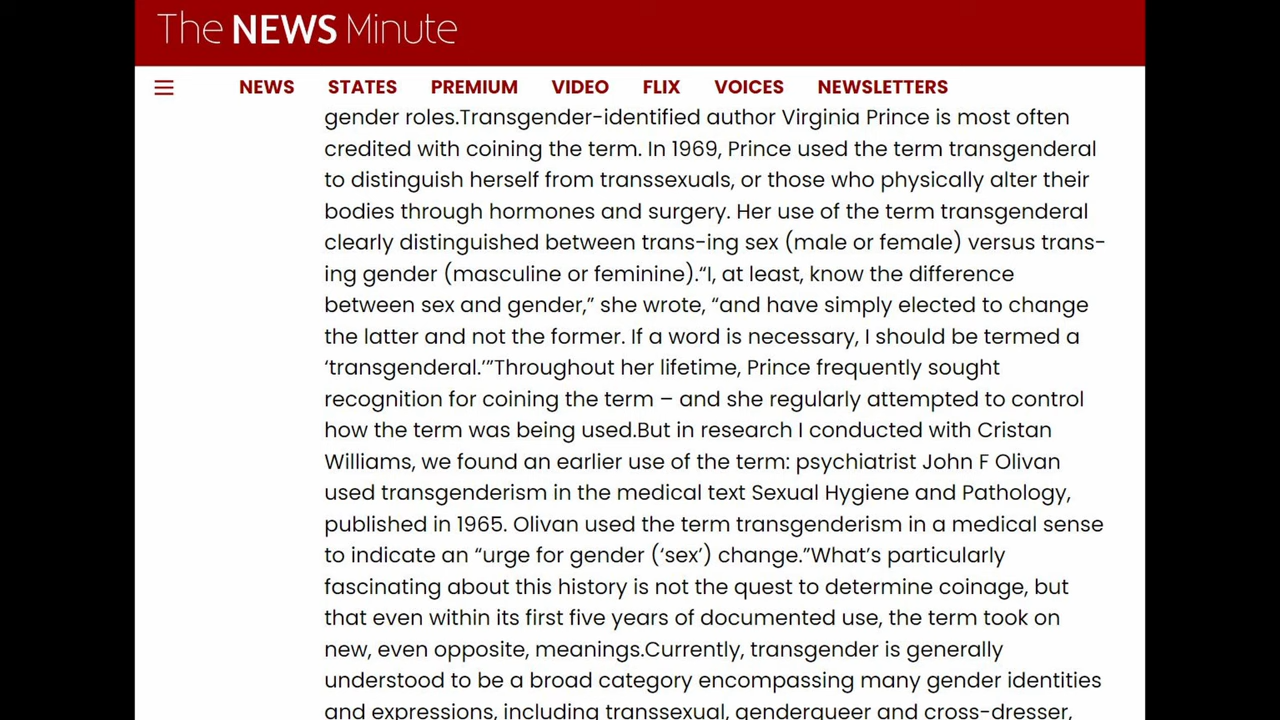 The NEWS Minute
NEWS STATES PREMIUM VIDEO FLIX VOICES NEWSLETTERS
gender roles.Transgender-identified author Virginia Prince is most often
credited with coining the term. In 1969, Prince used the term transgenderal
to distinguish herself from transsexuals, or those who physically alter their
bodies through hormones and surgery. Her use of the term transgenderal
clearly distinguished between trans-ing sex (male or female) versus trans-
ing gender (masculine or feminine).“I, at least, know the difference
between sex and gender,” she wrote, “and have simply elected to change
the latter and not the former. If a word is necessary, I should be termed a
‘transgenderal.’”Throughout her lifetime, Prince frequently sought
recognition for coining the term – and she regularly attempted to control
how the term was being used.But in research I conducted with Cristan
Williams, we found an earlier use of the term: psychiatrist John F Olivan
used transgenderism in the medical text Sexual Hygiene and Pathology,
published in 1965. Olivan used the term transgenderism in a medical sense
to indicate an “urge for gender (‘sex’) change.”What’s particularly
fascinating about this history is not the quest to determine coinage, but
that even within its first five years of documented use, the term took on
new, even opposite, meanings.Currently, transgender is generally
understood to be a broad category encompassing many gender identities
and expressions, including transsexual, genderqueer and cross-dresser,